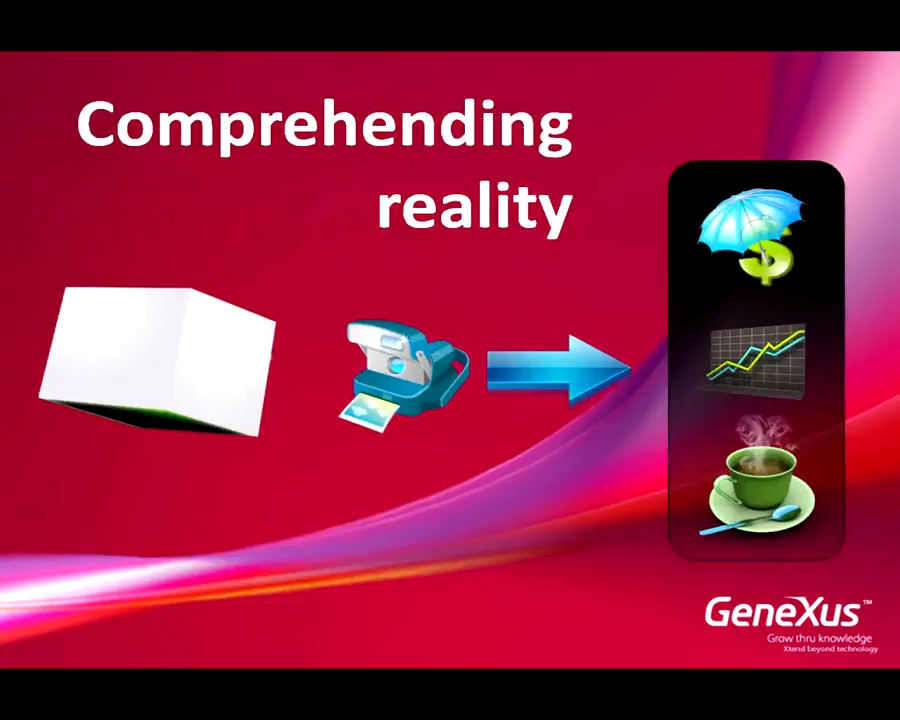 Comprehending
reality
GeneXus™
Grow thru knowledge
Xtend beyond technology